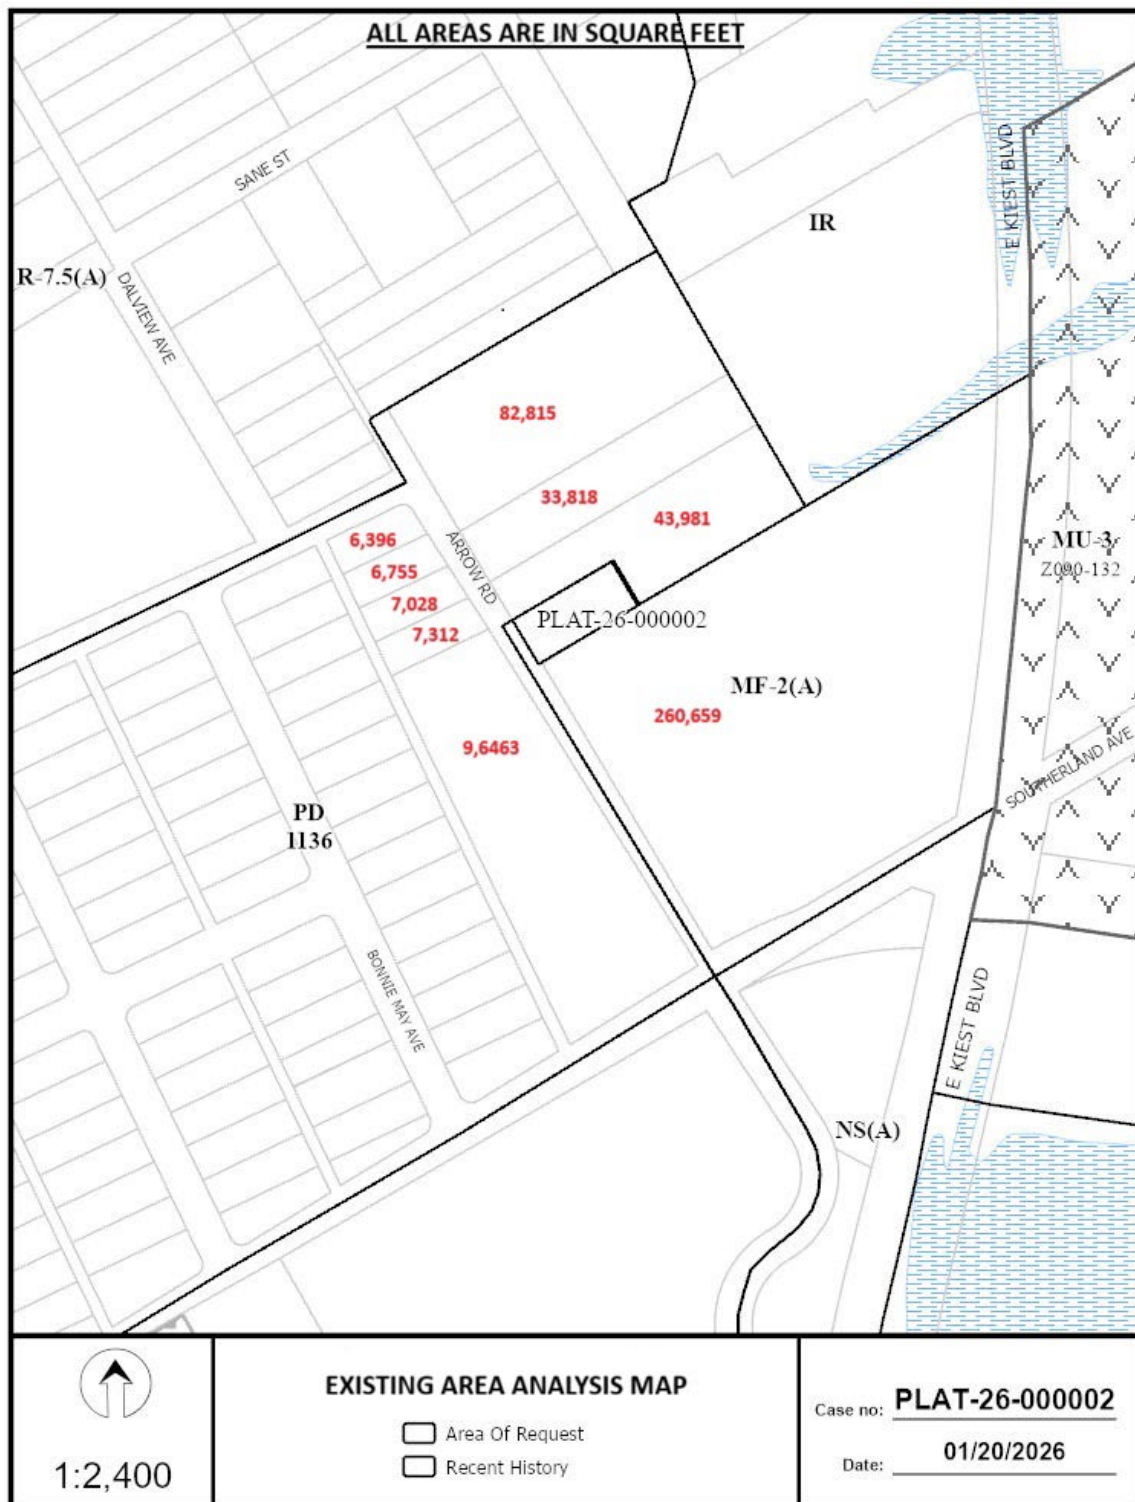 ALL AREAS ARE IN SQUARE FEET
E KIEST BLVD
SANE ST
IR
R-7.5(A)
DALVIEW AVE
82,815
33,818
43,981
6,396
ARROW RD
MU-3
Z090-132
6,755
7,028
7,312
PLAT-26-000002
MF-2(A)
260,659
9,6463
SOUTHERLAND AVE
PD
1136
BONNIE MAY AVE
E KIEST BLVD
NS(A)
1:2,400
EXISTING AREA ANALYSIS MAP
Area Of Request
Recent History
Case no: PLAT-26-000002
Date: 01/20/2026